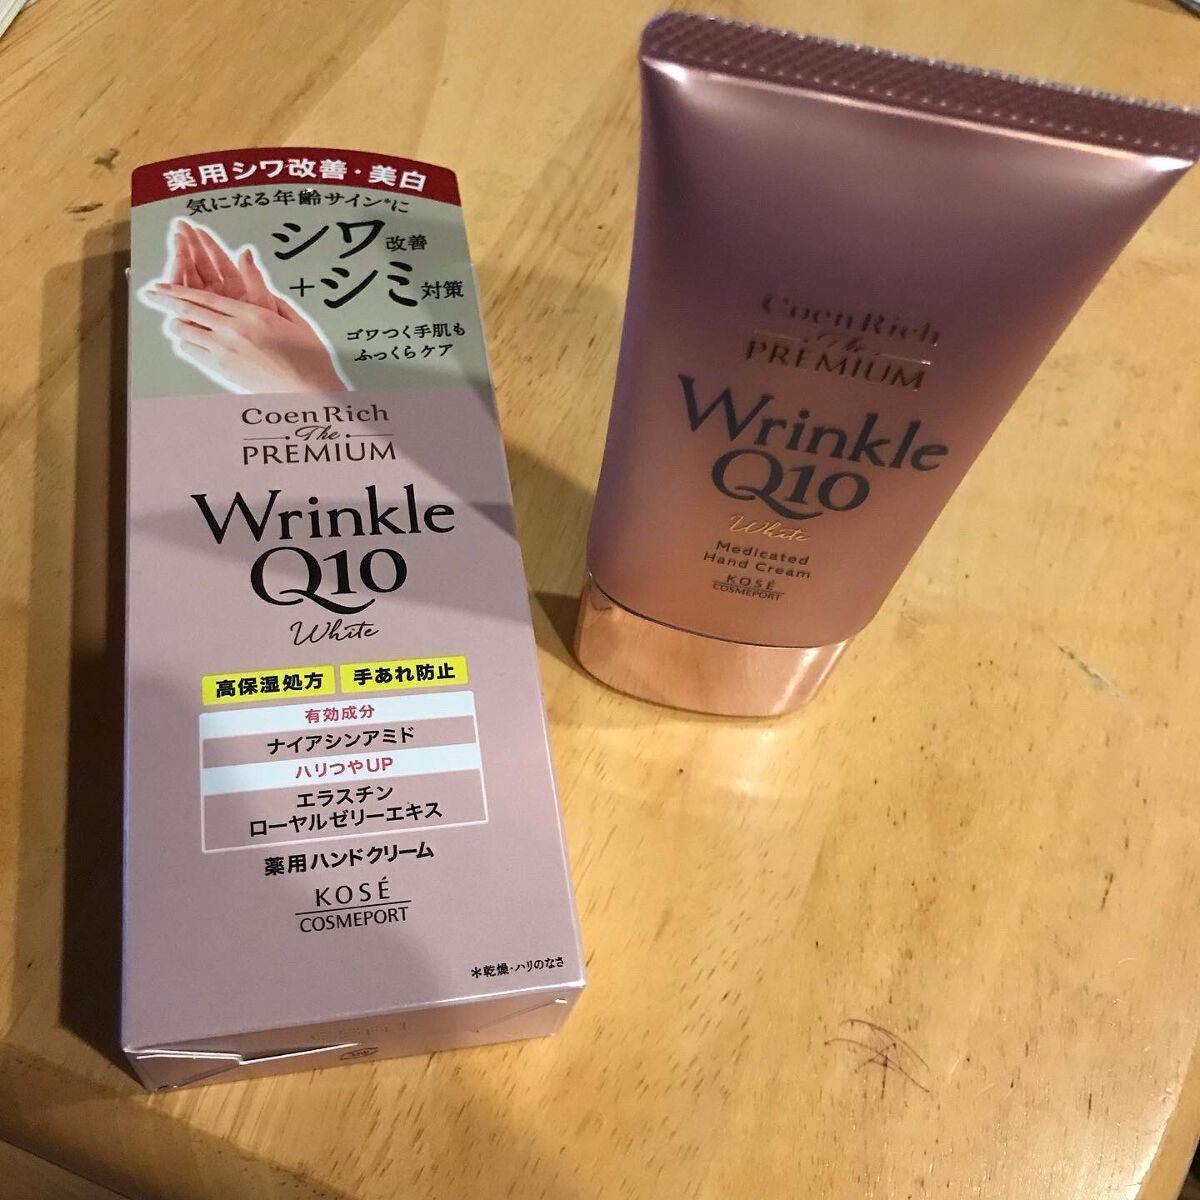 薬用シワ改善・美白
気になる年齢サイン*に
シワ改善
+シミ対策
ゴワつく手肌も
ふっくらケア
CoenRich
The
PREMIUM
Wrinkle
Q10
White
高保湿処方 手あれ防止
有効成分
ナイアシンアミド
ハリつやUP
エラスチン
ローヤルゼリーエキス
薬用ハンドクリーム
KOSÉ
COSMEPORT
*乾燥・ハリのなさ
CoenRich
The
PREMIUM
Wrinkle
Q10
White
Medicated
Hand Cream
KOSÉ
COSMEPORT